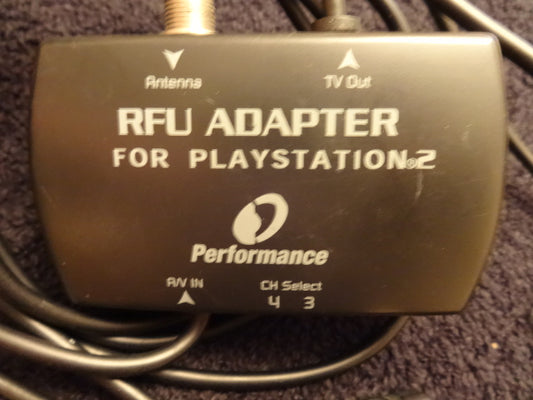 Antenna TV Out
RFU ADAPTER
FOR PLAYSTATION®2
Performance
A/V IN CH Select
4 3